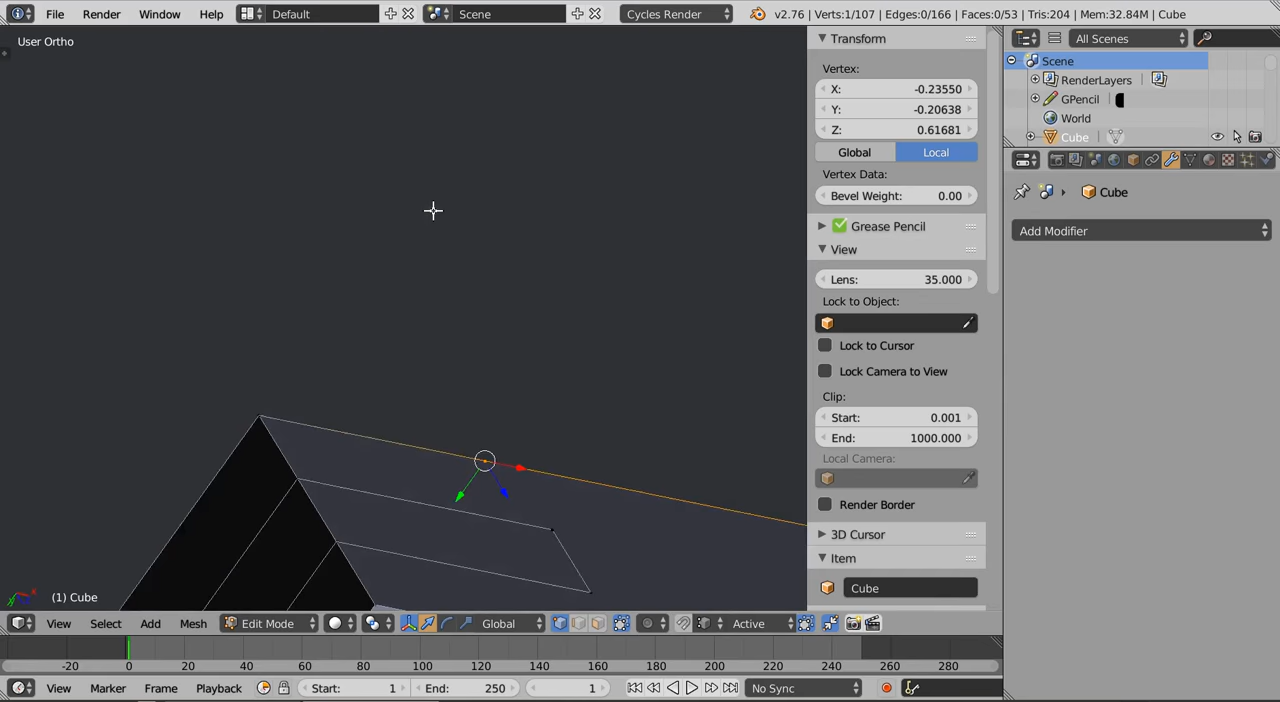 File Render Window Help Default Scene Cycles Render v2.76 | Verts:1/107 | Edges:0/166 | Faces:0/53 | Tris:204 | Mem:32.84M | Cube
User Ortho
Transform
Vertex:
X: -0.23550
Y: -0.20638
Z: 0.61681
Global Local
Vertex Data:
Bevel Weight: 0.00
Grease Pencil
View
Lens: 35.000
Lock to Object:
Lock to Cursor
Lock Camera to View
Clip:
Start: 0.001
End: 1000.000
Local Camera:
Render Border
3D Cursor
Item
Cube
All Scenes
Scene
RenderLayers |
GPencil |
World
Cube |
Cube
Add Modifier
(1) Cube
View Select Add Mesh Edit Mode Global Active
-20 0 20 40 60 80 100 120 140 160 180 200 220 240 260 280
View Marker Frame Playback Start: 1 End: 250 1 No Sync